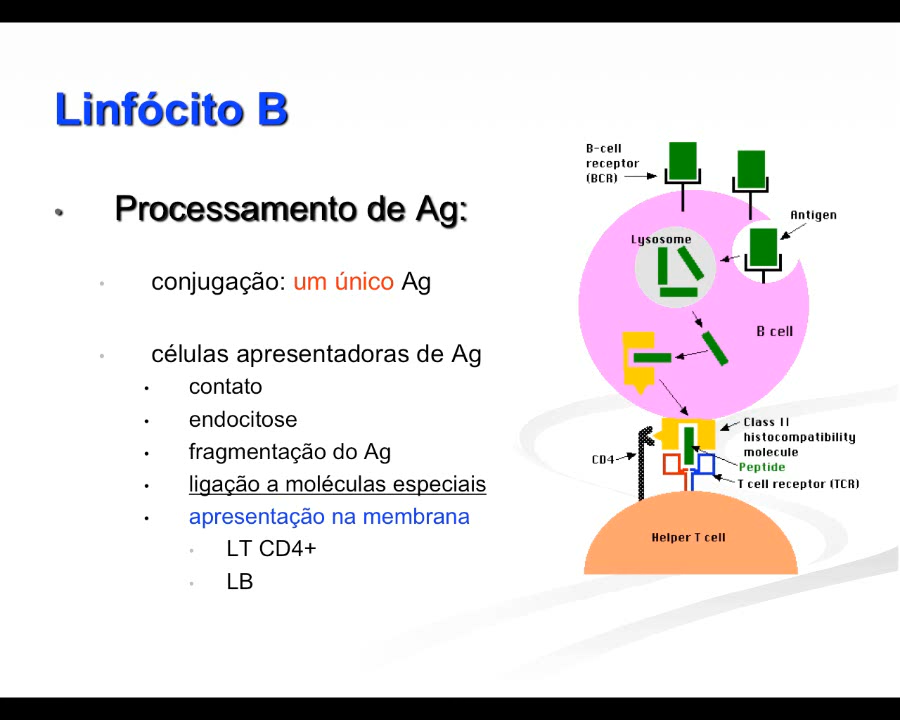 Linfócito B
Processamento de Ag:
conjugação: um único Ag
células apresentadoras de Ag
contato
endocitose
fragmentação do Ag
ligação a moléculas especiais
apresentação na membrana
LT CD4+
LB
B-cell
receptor
(BCR)
Antigen
Lysosome
B cell
Class II
histocompatibility
molecule
Peptide
CD4
T cell receptor (TCR)
Helper T cell